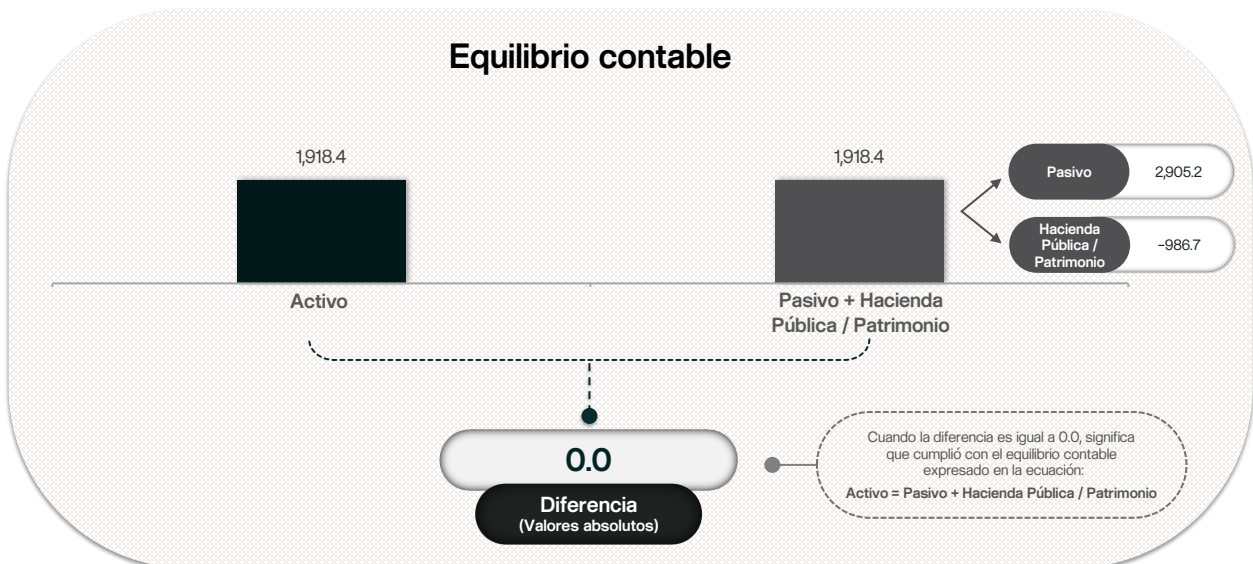 Equilibrio contable
1,918.4
1,918.4
Pasivo
2,905.2
Hacienda
Pública /
Patrimonio
-986.7
Activo
Pasivo + Hacienda
Pública / Patrimonio
0.0
Diferencia
(Valores absolutos)
Cuando la diferencia es igual a 0.0, significa
que cumplió con el equilibrio contable
expresado en la ecuación:
Activo = Pasivo + Hacienda Pública / Patrimonio